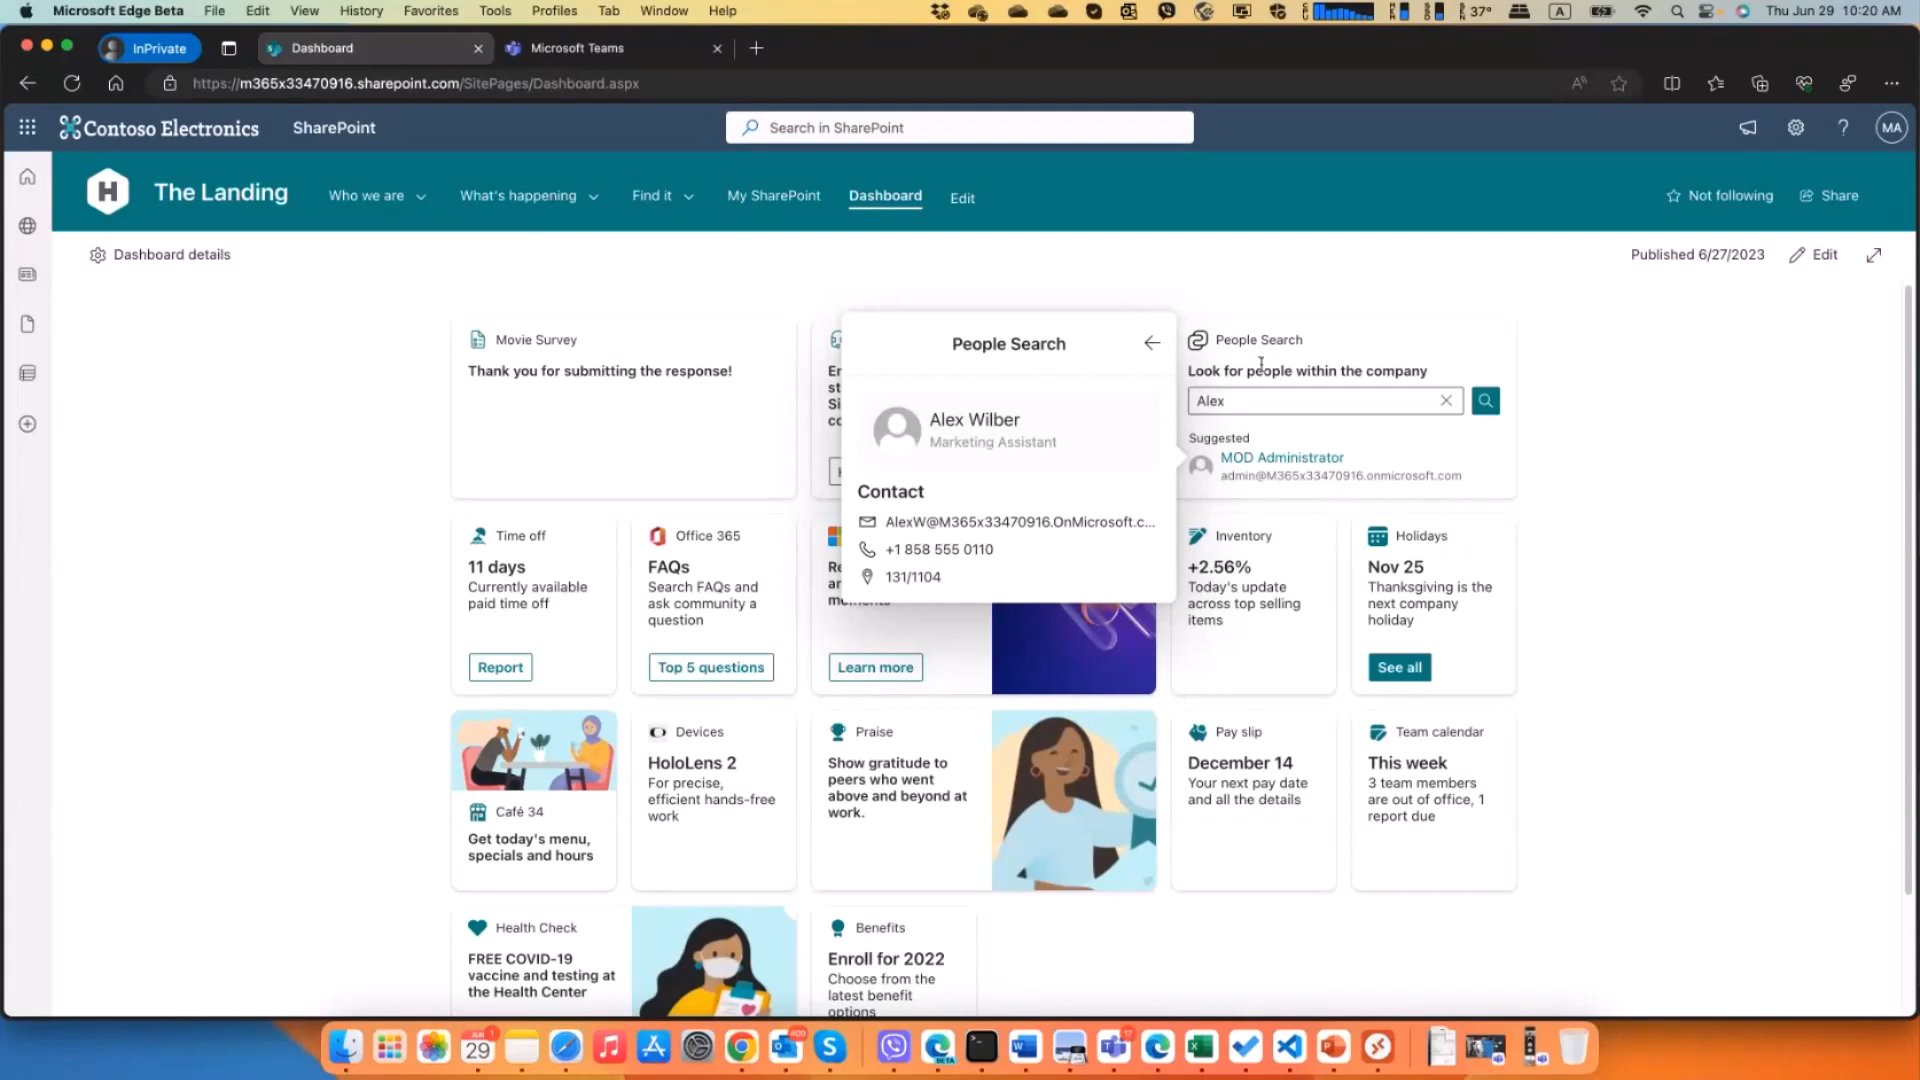 Microsoft Edge Beta File Edit View History Favorites Tools Profiles Tab Window Help
37° A Thu Jun 29 10:20 AM
InPrivate Dashboard Microsoft Teams
https://m365x33470916.sharepoint.com/SitePages/Dashboard.aspx
Contoso Electronics SharePoint Search in SharePoint MA
H The Landing Who we are What's happening Find it My SharePoint Dashboard Edit Not following Share
Dashboard details Published 6/27/2023 Edit
Movie Survey
Thank you for submitting the response!
People Search
Alex Wilber
Marketing Assistant
Contact
AlexW@M365x33470916.OnMicrosoft.c...
+1 858 555 0110
131/1104
People Search
Look for people within the company
Alex
Suggested
MOD Administrator
admin@M365x33470916.onmicrosoft.com
Time off
11 days
Currently available
paid time off
Report
Office 365
FAQs
Search FAQs and
ask community a
question
Top 5 questions
Learn more
Inventory
+2.56%
Today's update
across top selling
items
Holidays
Nov 25
Thanksgiving is the
next company
holiday
See all
Café 34
Get today's menu,
specials and hours
Devices
HoloLens 2
For precise,
efficient hands-free
work
Praise
Show gratitude to
peers who went
above and beyond at
work.
Pay slip
December 14
Your next pay date
and all the details
Team calendar
This week
3 team members
are out of office, 1
report due
Health Check
FREE COVID-19
vaccine and testing at
the Health Center
Benefits
Enroll for 2022
Choose from the
latest benefit
options
JUN 29 409 BETA 17